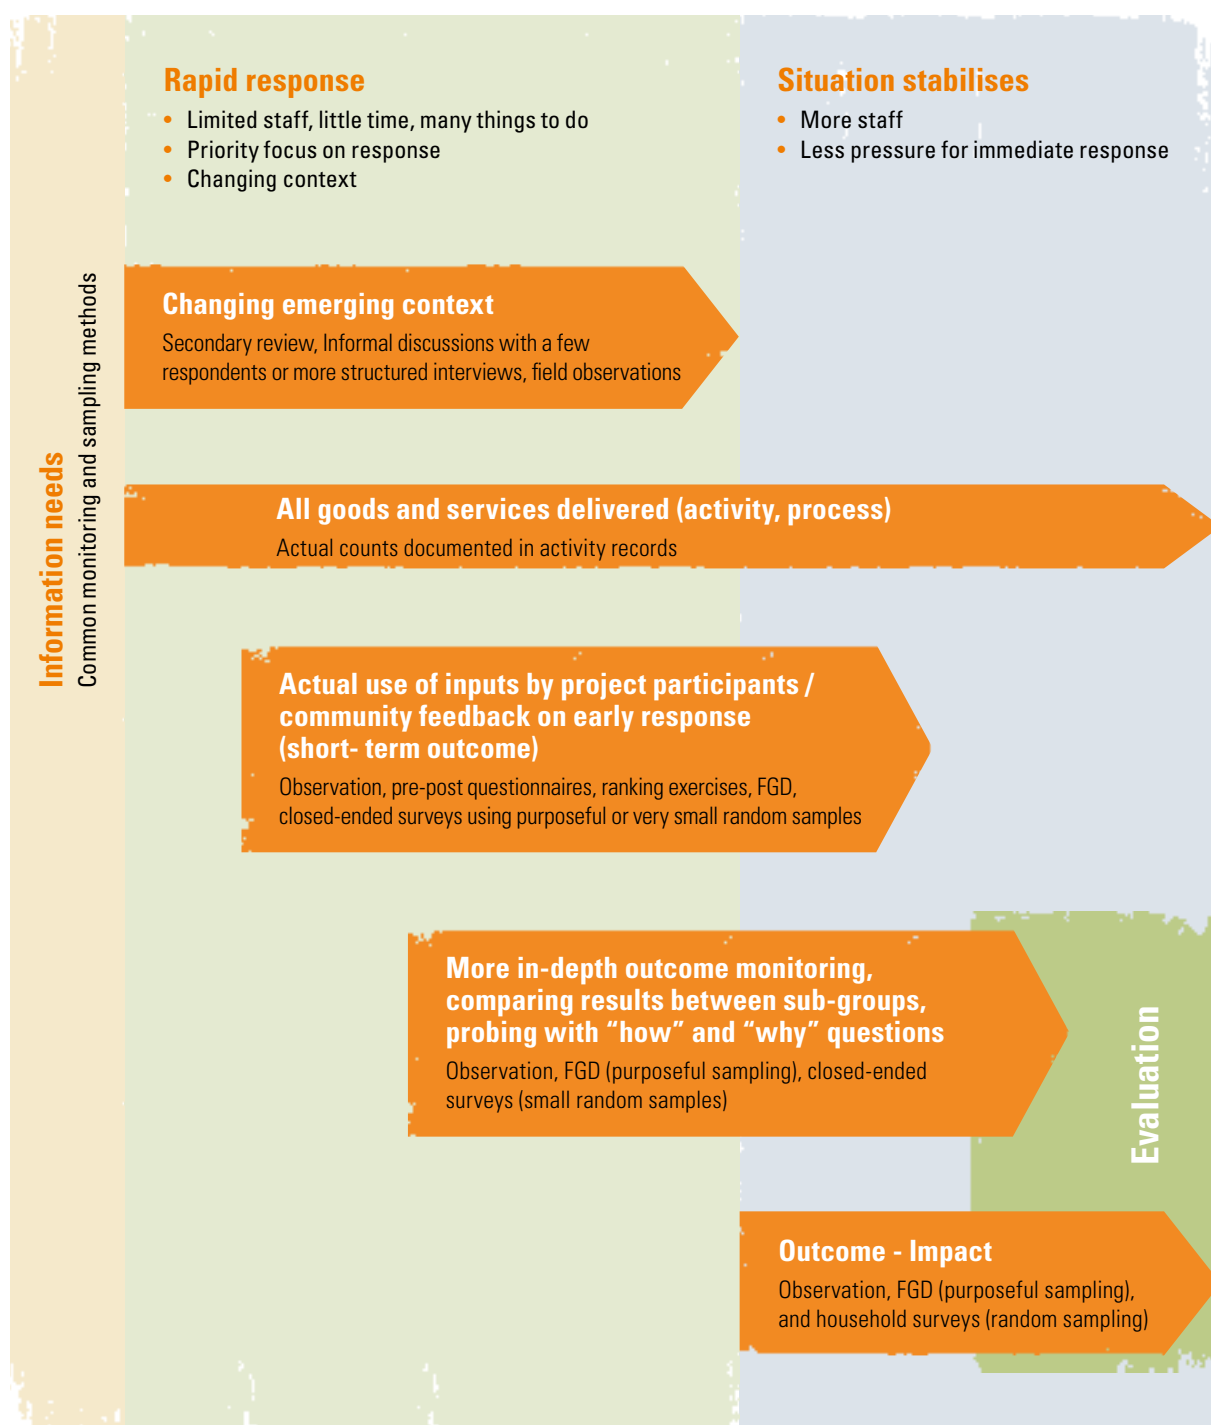 Rapid response
• Limited staff, little time, many things to do
• Priority focus on response
• Changing context
Situation stabilises
• More staff
• Less pressure for immediate response
Information needs
Common monitoring and sampling methods
Changing emerging context
Secondary review, Informal discussions with a few
respondents or more structured interviews, field observations
All goods and services delivered (activity, process)
Actual counts documented in activity records
Actual use of inputs by project participants /
community feedback on early response
(short- term outcome)
Observation, pre-post questionnaires, ranking exercises, FGD,
closed-ended surveys using purposeful or very small random samples
More in-depth outcome monitoring,
comparing results between sub-groups,
probing with “how” and “why” questions
Observation, FGD (purposeful sampling), closed-ended
surveys (small random samples)
Evaluation
Outcome - Impact
Observation, FGD (purposeful sampling),
and household surveys (random sampling)